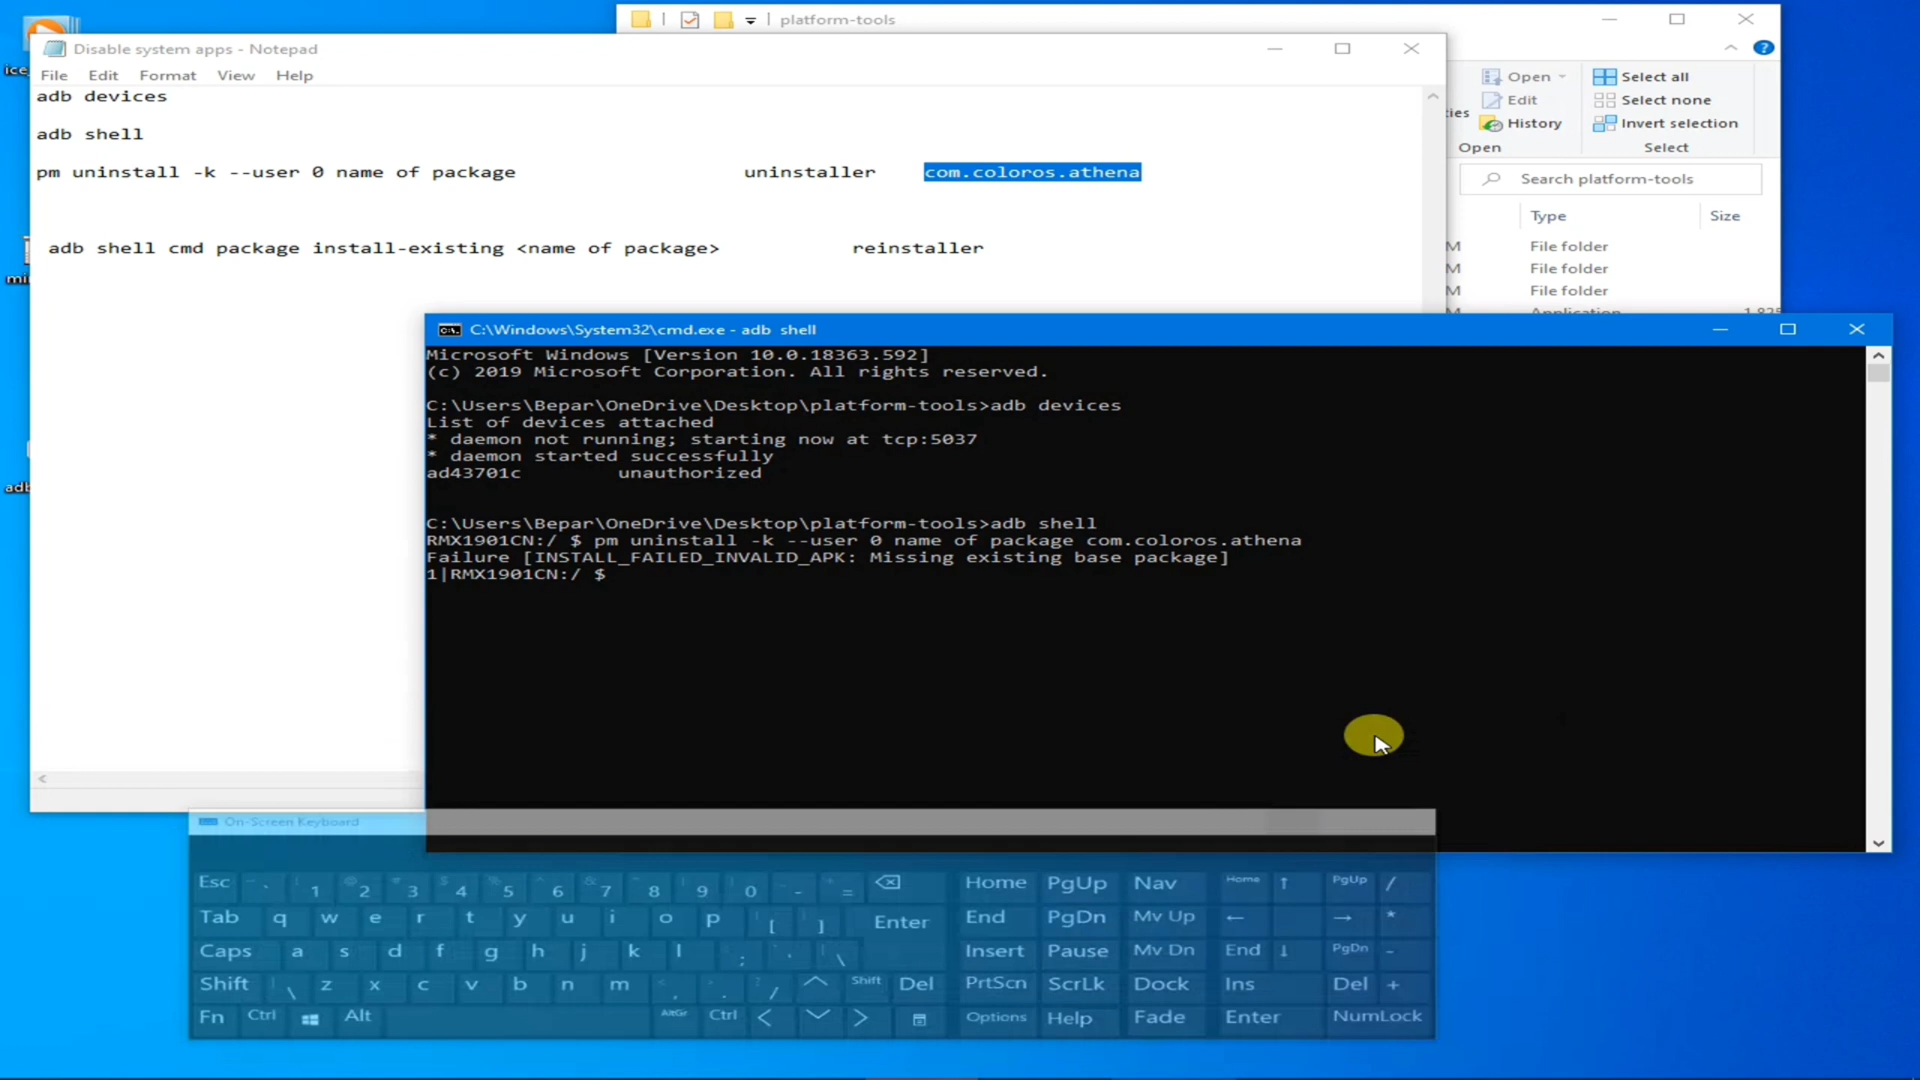 platform-tools
Disable system apps - Notepad
File Edit Format View Help
adb devices
adb shell
pm uninstall -k --user 0 name of package uninstaller com.coloros.athena
adb shell cmd package install-existing <name of package> reinstaller
Open
Edit
History
Open
Select all
Select none
Invert selection
Select
Search platform-tools
Type Size
M File folder
M File folder
M File folder
C:\Windows\System32\cmd.exe - adb shell
Microsoft Windows [Version 10.0.18363.592]
(c) 2019 Microsoft Corporation. All rights reserved.
C:\Users\Bepar\OneDrive\Desktop\platform-tools>adb devices
List of devices attached
* daemon not running; starting now at tcp:5037
* daemon started successfully
ad43701c unauthorized
C:\Users\Bepar\OneDrive\Desktop\platform-tools>adb shell
RMX1901CN:/ $ pm uninstall -k --user 0 name of package com.coloros.athena
Failure [INSTALL_FAILED_INVALID_APK: Missing existing base package]
1|RMX1901CN:/ $
On-Screen Keyboard
Esc 1 2 3 4 5 6 7 8 9 0 - = Home PgUp Nav Home ↑ PgUp /
Tab q w e r t y u i o p [ ] Enter End PgDn Mv Up ← → *
Caps a s d f g h j k l ; ' \ Insert Pause Mv Dn End ↓ PgDn -
Shift \ z x c v b n m , . / Shift Del PrtScn ScrLk Dock Ins Del +
Fn Ctrl Alt AltGr Ctrl Options Help Fade Enter NumLock